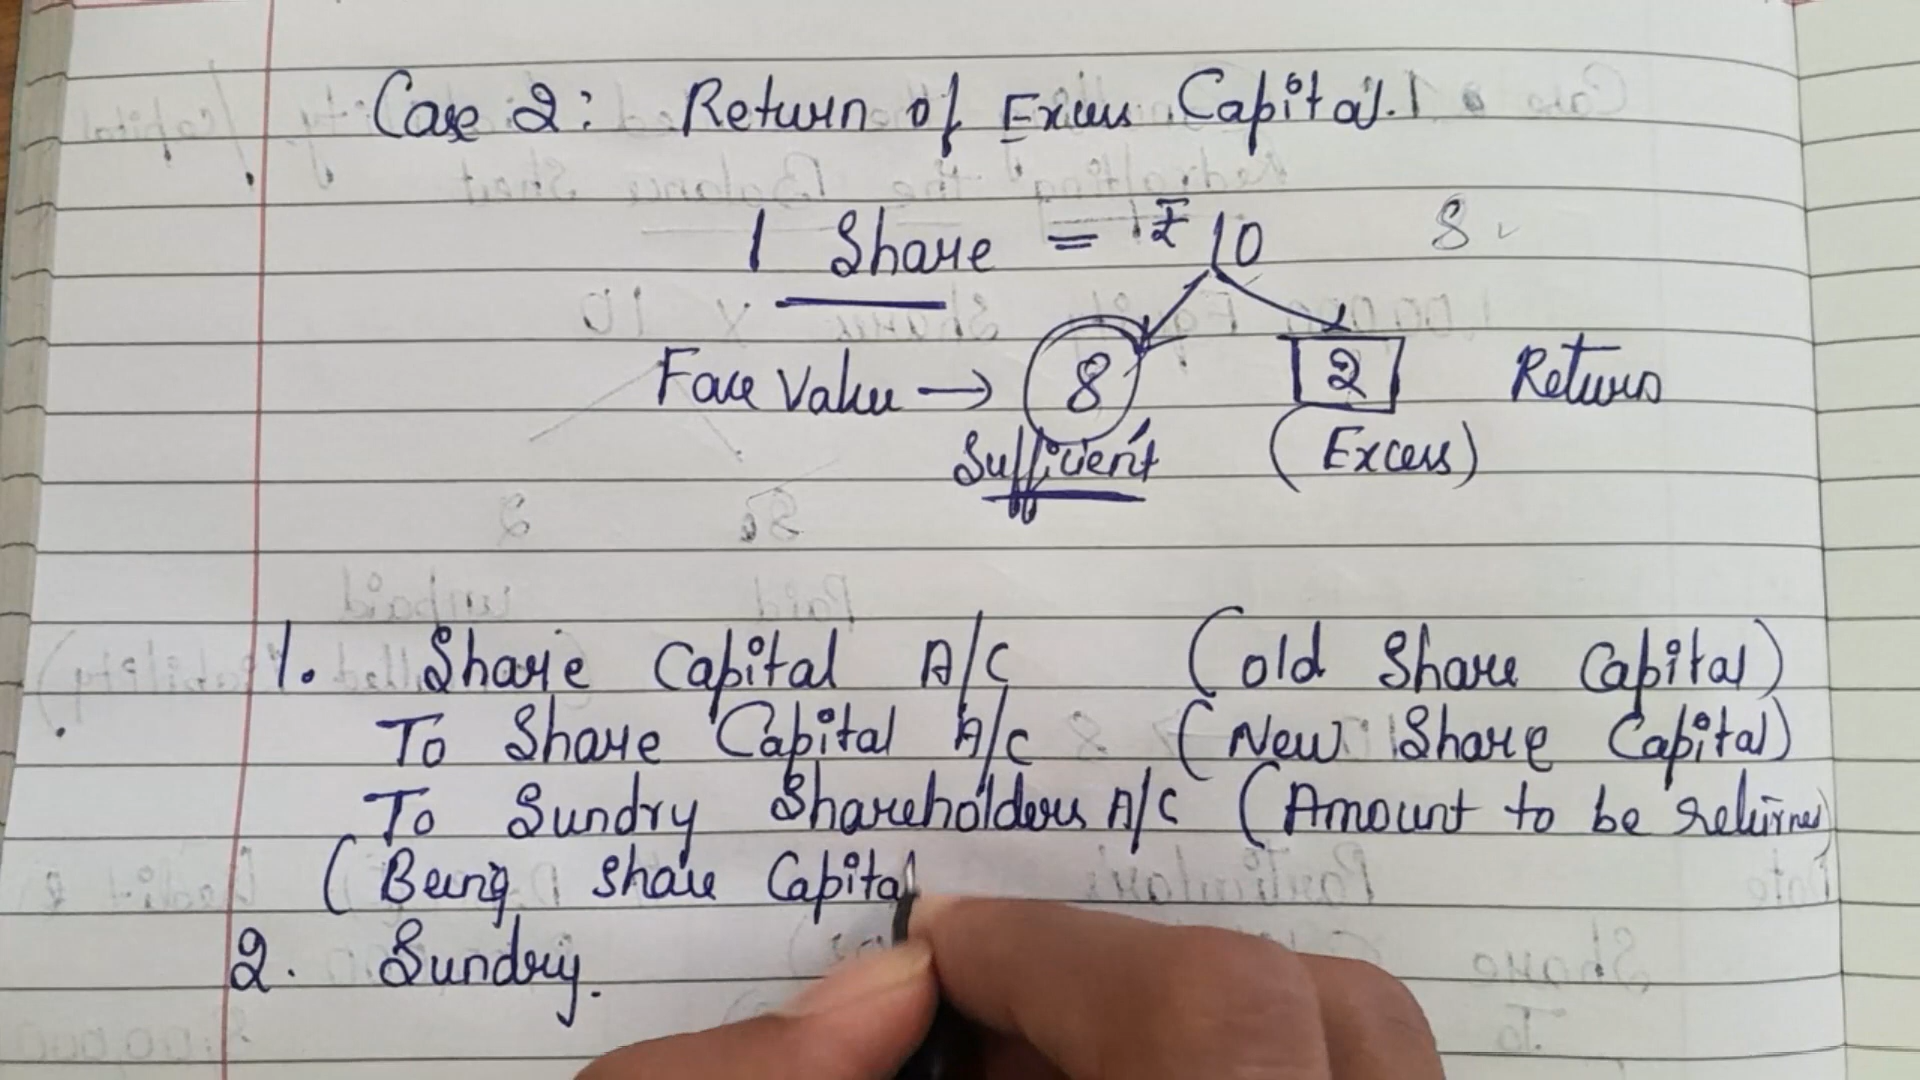 Case 2: Return of Excess Capital.
1 Share = ₹ 10 8
Face Value → 8 2 Return
Sufficient (Excess)
1. Share Capital A/C (old Share Capital)
To Share Capital A/C (New Share Capital)
To Sundry Shareholders A/C (Amount to be returned)
(Being Share Capital
2. Sundry.